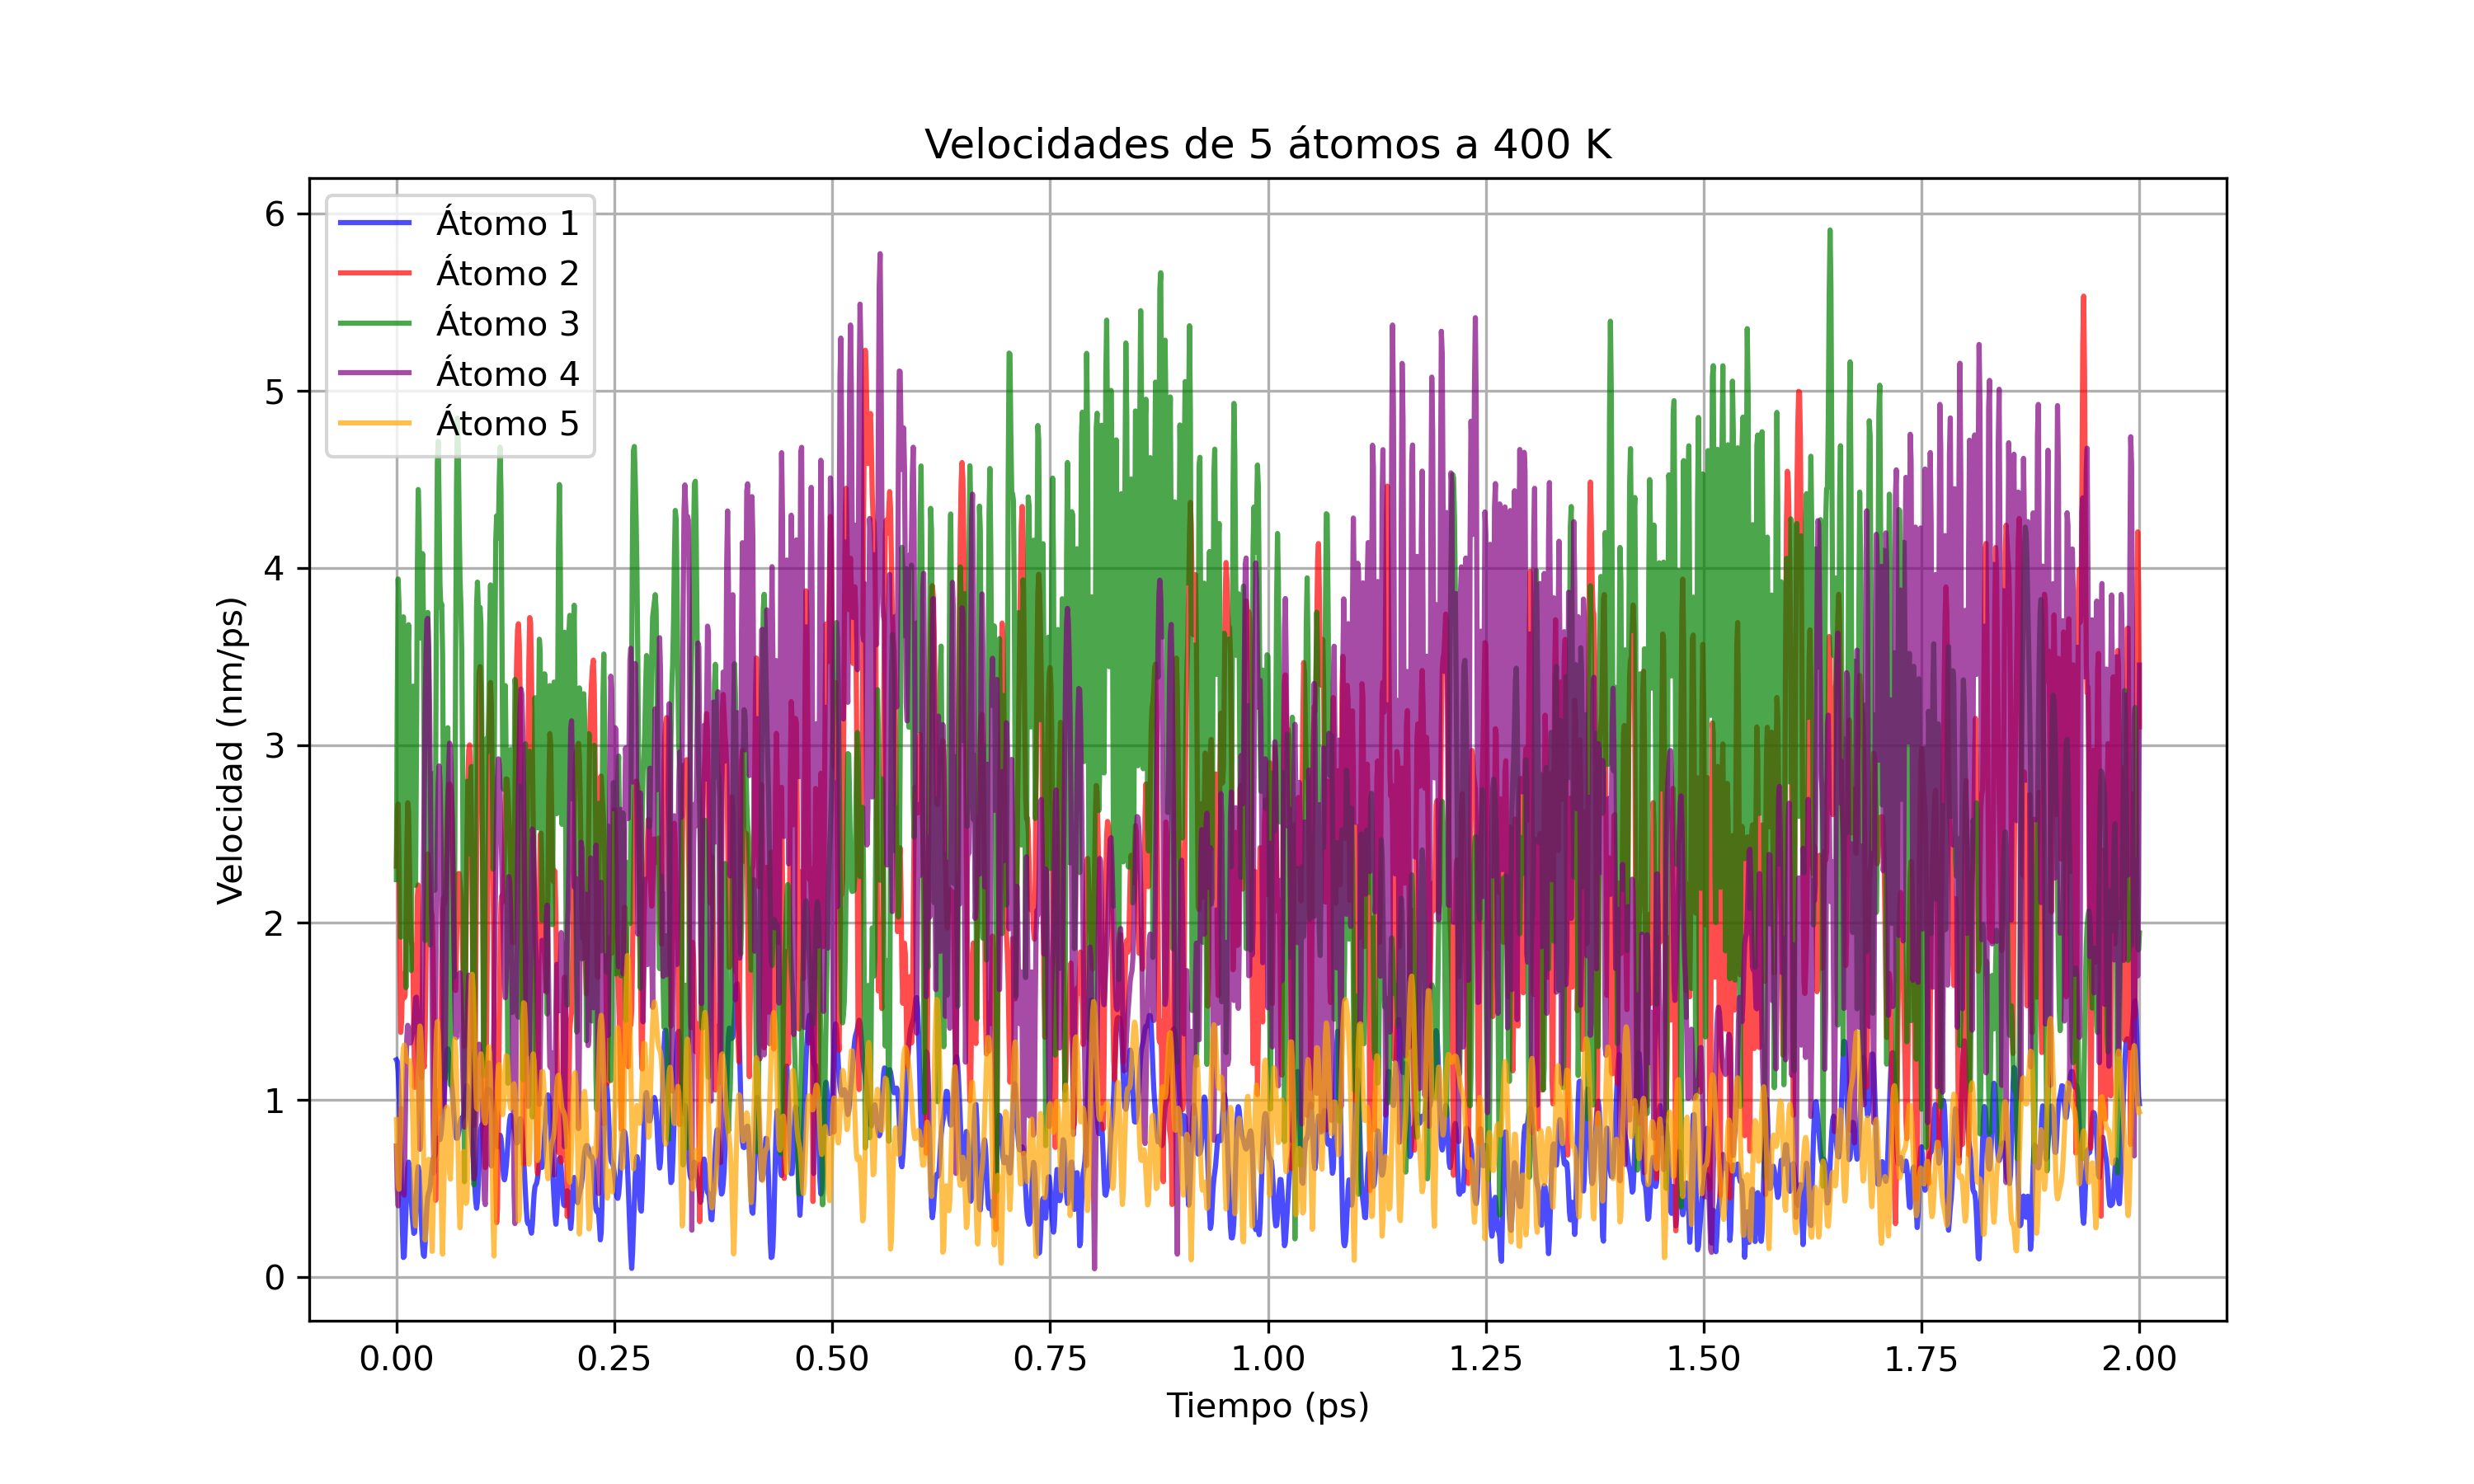 Velocidades de 5 átomos a 400 K
Átomo 1
Átomo 2
Átomo 3
Átomo 4
Átomo 5
6
5
4
3
2
1
0
Velocidad (nm/ps)
0.00 0.25 0.50 0.75 1.00 1.25 1.50 1.75 2.00
Tiempo (ps)